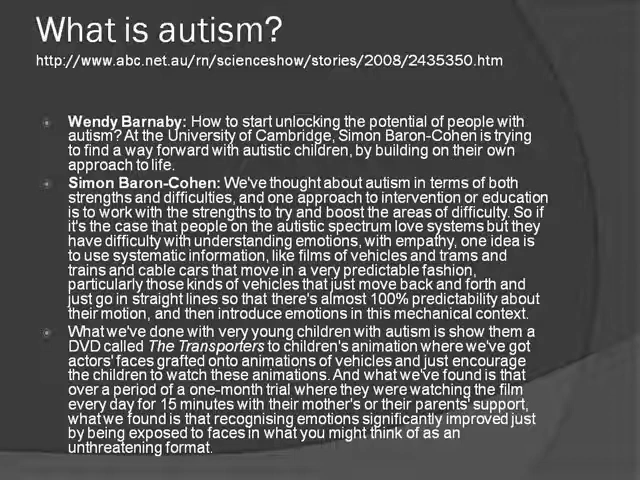 What is autism?
http://www.abc.net.au/rn/scienceshow/stories/2008/2435350.htm
Wendy Barnaby: How to start unlocking the potential of people with
autism? At the University of Cambridge, Simon Baron-Cohen is trying
to find a way forward with autistic children, by building on their own
approach to life.
Simon Baron-Cohen: We've thought about autism in terms of both
strengths and difficulties, and one approach to intervention or education
is to work with the strengths to try and boost the areas of difficulty. So if
it's the case that people on the autistic spectrum love systems but they
have difficulty with understanding emotions, with empathy, one idea is
to use systematic information, like films of vehicles and trams and
trains and cable cars that move in a very predictable fashion,
particularly those kinds of vehicles that just move back and forth and
just go in straight lines so that there's almost 100% predictability about
their motion, and then introduce emotions in this mechanical context.
What we've done with very young children with autism is show them a
DVD called The Transporters to children's animation where we've got
actors' faces grafted onto animations of vehicles and just encourage
the children to watch these animations. And what we've found is that
over a period of a one-month trial where they were watching the film
every day for 15 minutes with their mother's or their parents' support,
what we found is that recognising emotions significantly improved just
by being exposed to faces in what you might think of as an
unthreatening format.